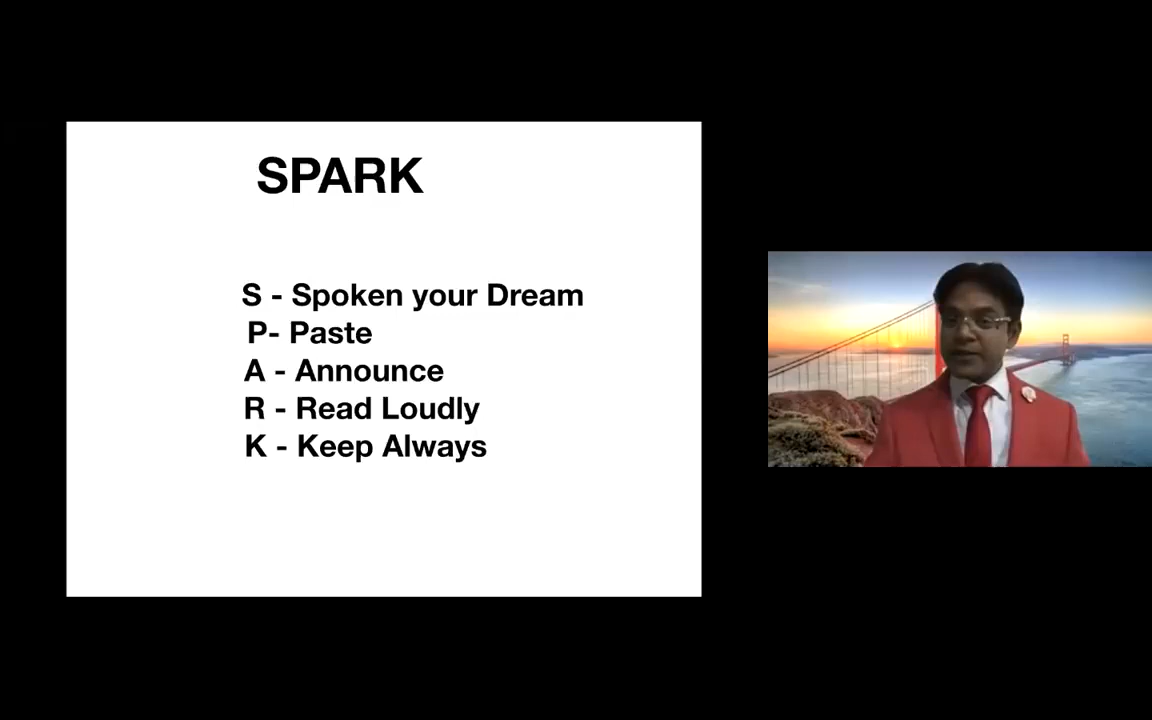 SPARK
S - Spoken your Dream
P- Paste
A - Announce
R - Read Loudly
K - Keep Always